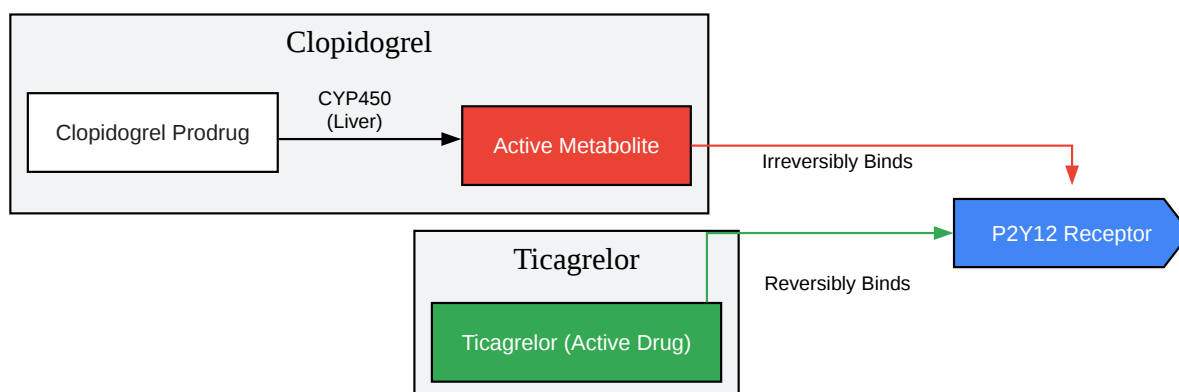 Clopidogrel
Clopidogrel Prodrug
CYP450
(Liver)
Active Metabolite
Irreversibly Binds
P2Y12 Receptor
Ticagrelor
Reversibly Binds
Ticagrelor (Active Drug)